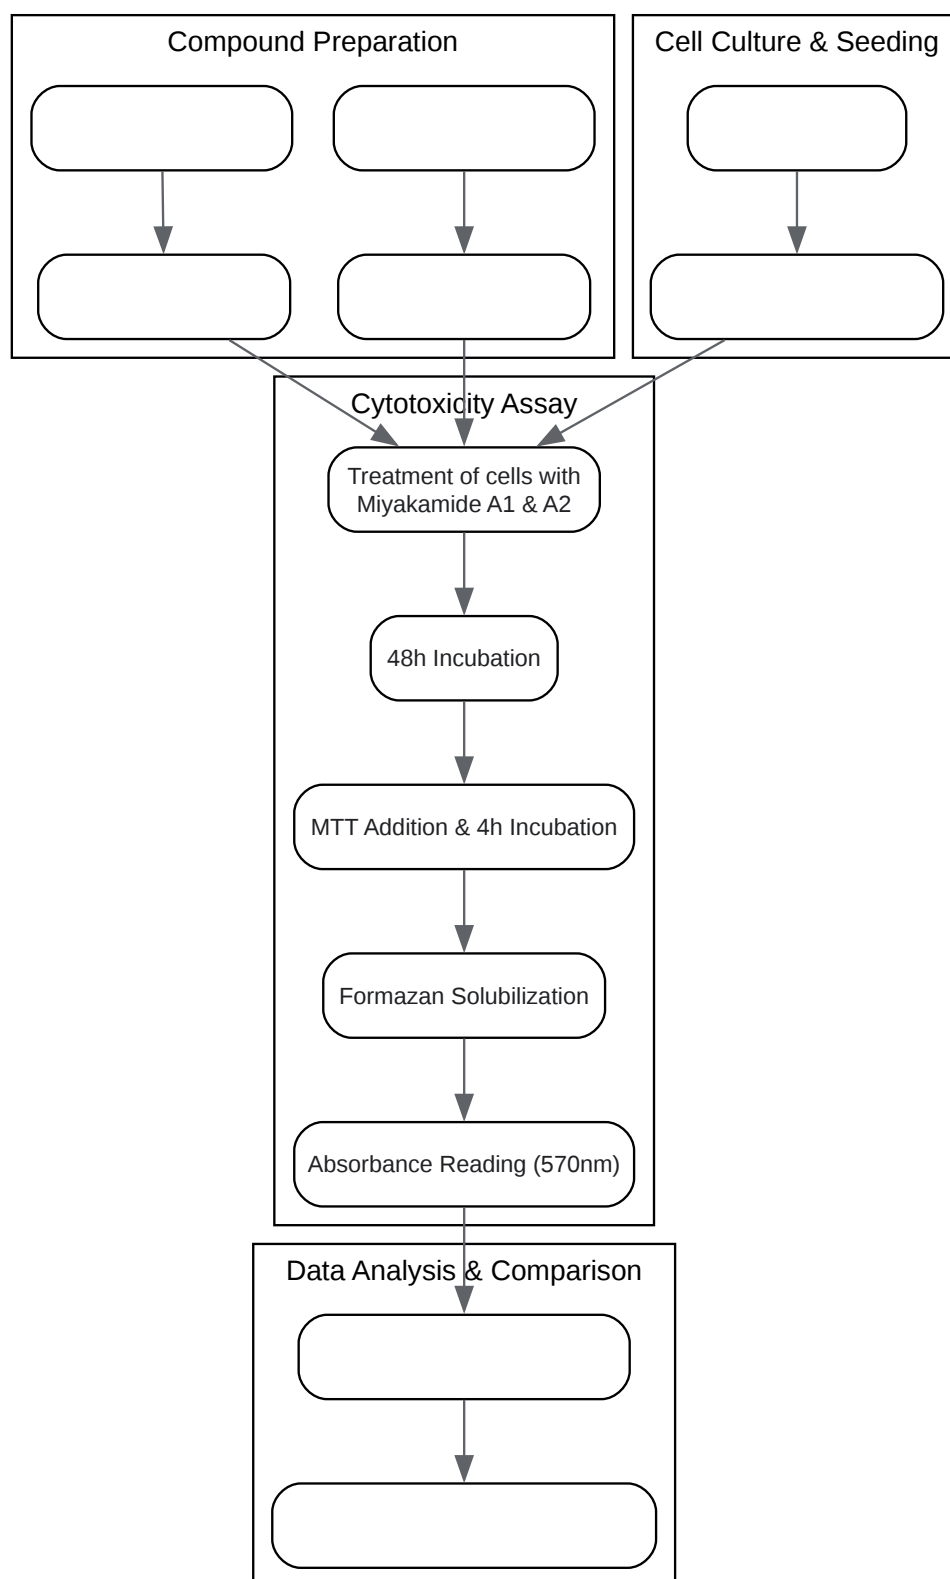 Compound Preparation
Cell Culture & Seeding
Cytotoxicity Assay
Treatment of cells with
Miyakamide A1 & A2
48h Incubation
MTT Addition & 4h Incubation
Formazan Solubilization
Absorbance Reading (570nm)
Data Analysis & Comparison